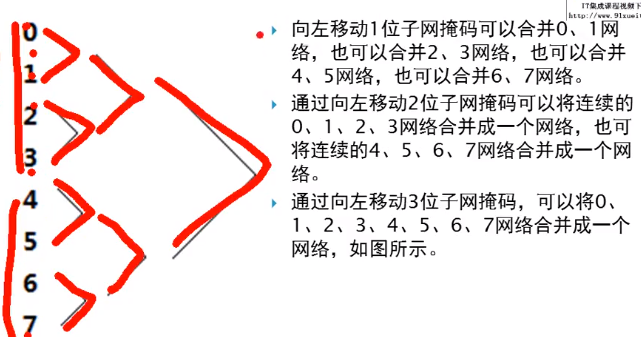 IT集成课程视频下
http://www.91xueit
0
1
2
3
4
5
6
7
向左移动1位子网掩码可以合并0、1网
络，也可以合并2、3网络，也可以合并
4、5网络，也可以合并6、7网络。
通过向左移动2位子网掩码可以将连续的
0、1、2、3网络合并成一个网络，也可
将连续的4、5、6、7网络合并成一个网
络。
通过向左移动3位子网掩码，可以将0、
1、2、3、4、5、6、7网络合并成一个
网络，如图所示。